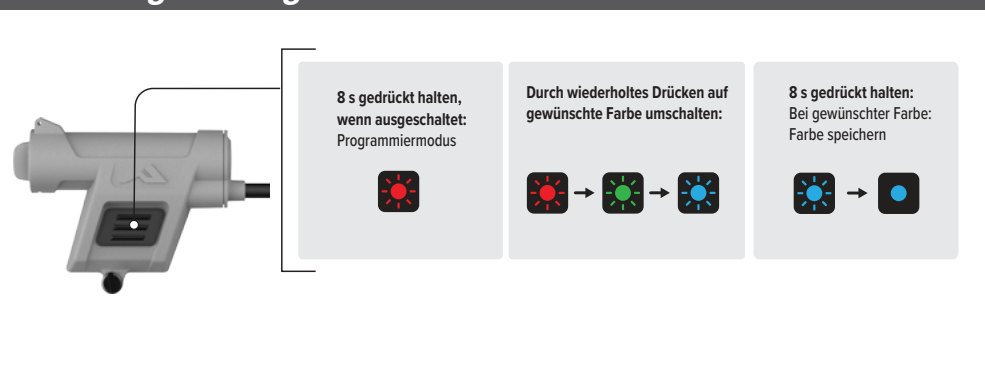 8 s gedrückt halten,
wenn ausgeschaltet:
Programmiermodus
Durch wiederholtes Drücken auf
gewünschte Farbe umschalten:
8 s gedrückt halten:
Bei gewünschter Farbe:
Farbe speichern